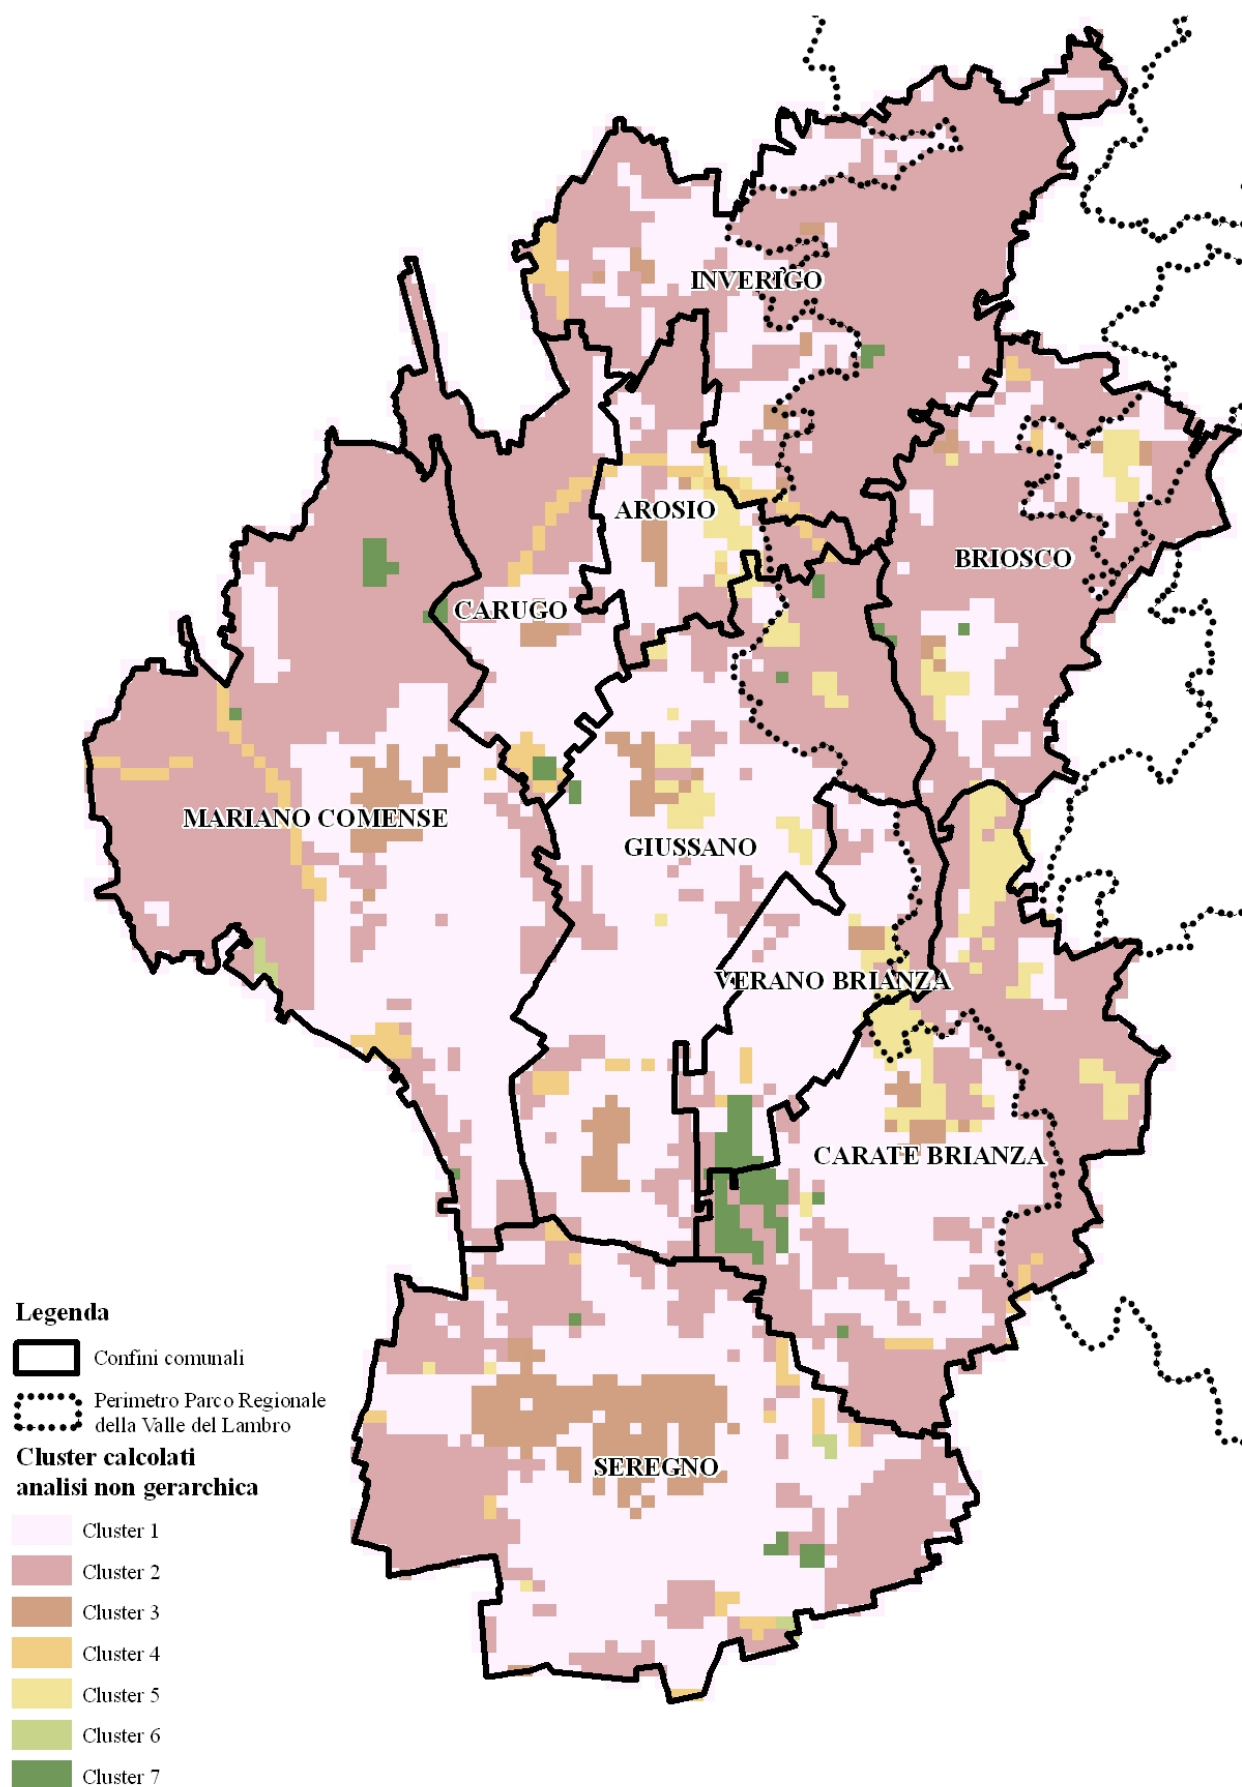 INVERIGO
AROSIO
BRIOSCO
CARUGO
MARIANO COMENSE
GIUSSANO
VERANO BRIANZA
CARATE BRIANZA
SEREGNO
Legenda
Confini comunali
Perimetro Parco Regionale
della Valle del Lambro
Cluster calcolati
analisi non gerarchica
Cluster 1
Cluster 2
Cluster 3
Cluster 4
Cluster 5
Cluster 6
Cluster 7